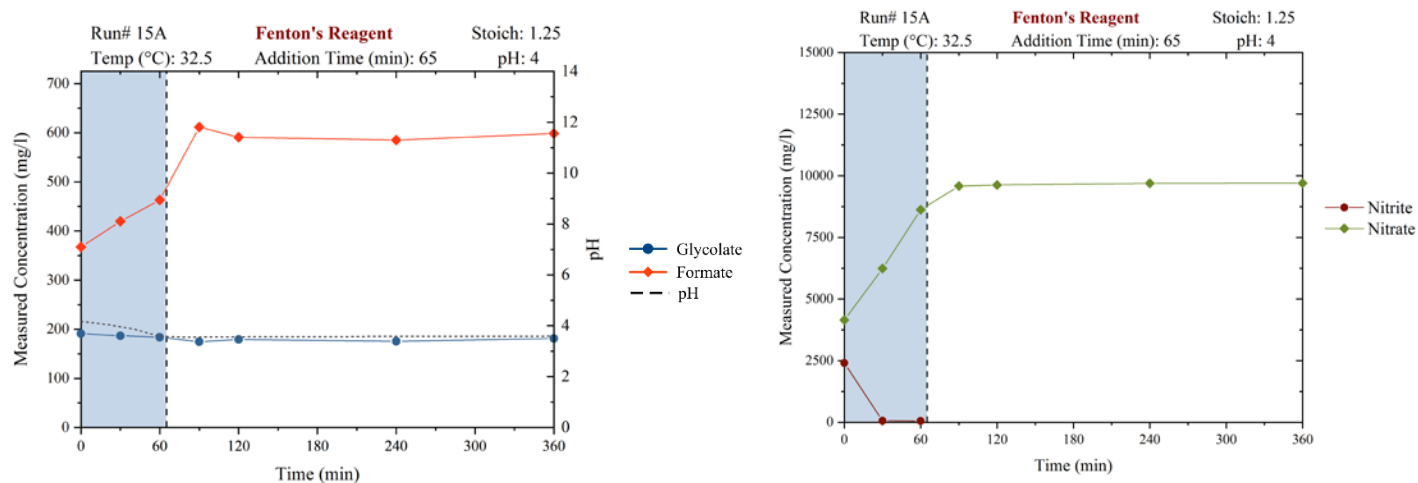 Run# 15A Fenton's Reagent Stoich: 1.25
Temp (°C): 32.5 Addition Time (min): 65 pH: 4
700
600
500
400
300
200
100
0
Measured Concentration (mg/l)
14
12
10
8
6
4
2
0
pH
0 60 120 180 240 300 360
Time (min)
Glycolate
Formate
pH
Run# 15A Fenton's Reagent Stoich: 1.25
Temp (°C): 32.5 Addition Time (min): 65 pH: 4
15000
12500
10000
7500
5000
2500
0
Measured Concentration (mg/l)
0 60 120 180 240 300 360
Time (min)
Nitrite
Nitrate